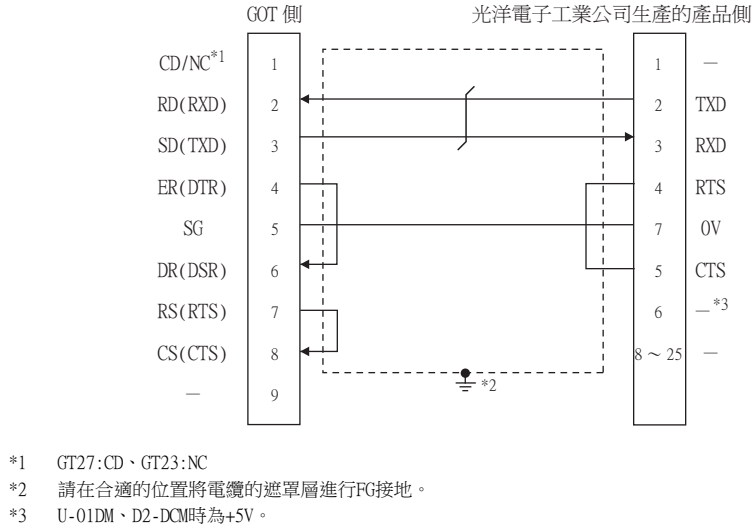 GOT 側 光洋電子工業公司生產的產品側
CD/NC*1 1 1 —
RD(RXD) 2 2 TXD
SD(TXD) 3 3 RXD
ER(DTR) 4 4 RTS
SG 5 7 0V
DR(DSR) 6 5 CTS
RS(RTS) 7 6 —*3
CS(CTS) 8 8～25 —
— 9
*2
*1 GT27:CD、GT23:NC
*2 請在合適的位置將電纜的遮罩層進行FG接地。
*3 U-01DM、D2-DCM時為+5V。